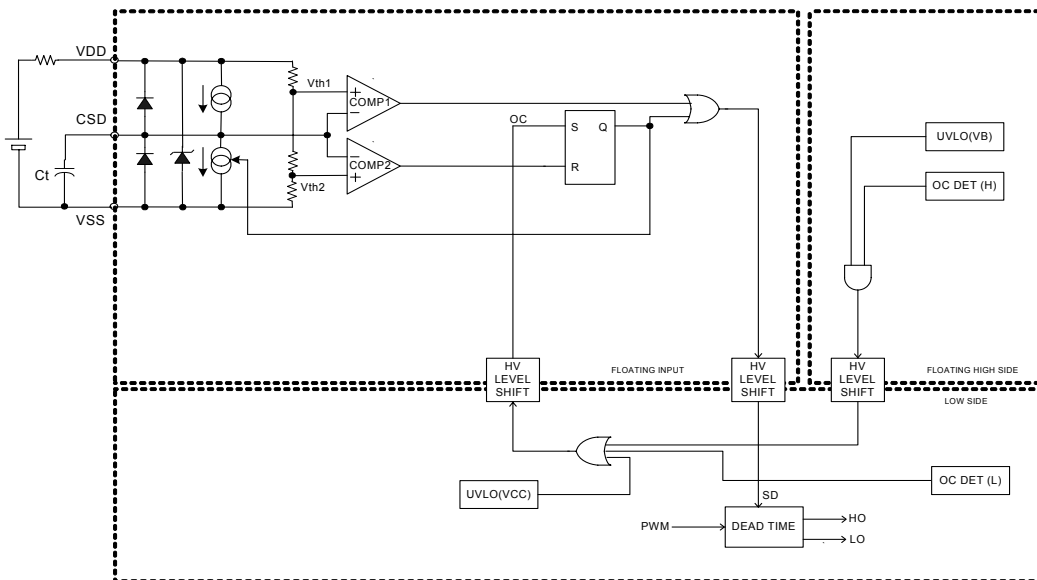 VDD
Vth1
+
COMP1
−
CSD
OC
S
Q
R
−
COMP2
+
Ct
Vth2
VSS
UVLO(VB)
OC DET (H)
HV
LEVEL
SHIFT
FLOATING INPUT
HV
LEVEL
SHIFT
HV
LEVEL
SHIFT
FLOATING HIGH SIDE
LOW SIDE
UVLO(VCC)
OC DET (L)
SD
PWM
DEAD TIME
HO
LO